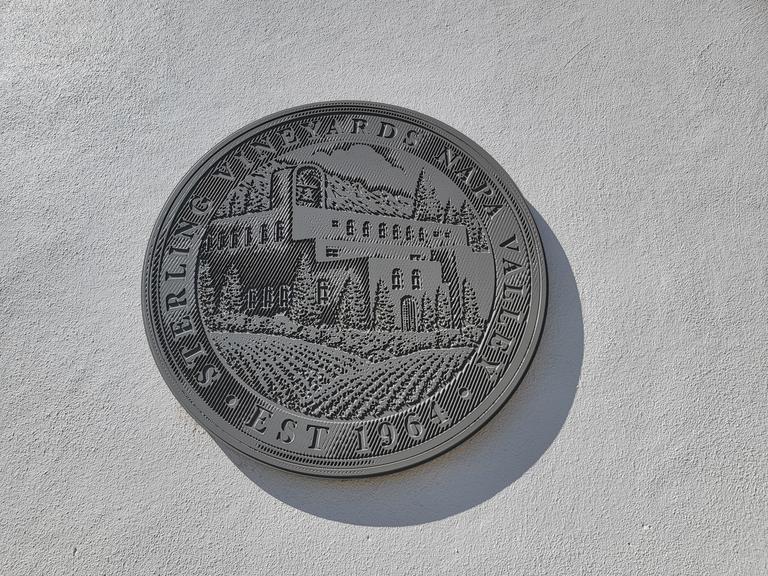 STERLING VINEYARDS NAPA VALLEY
· EST 1964 ·